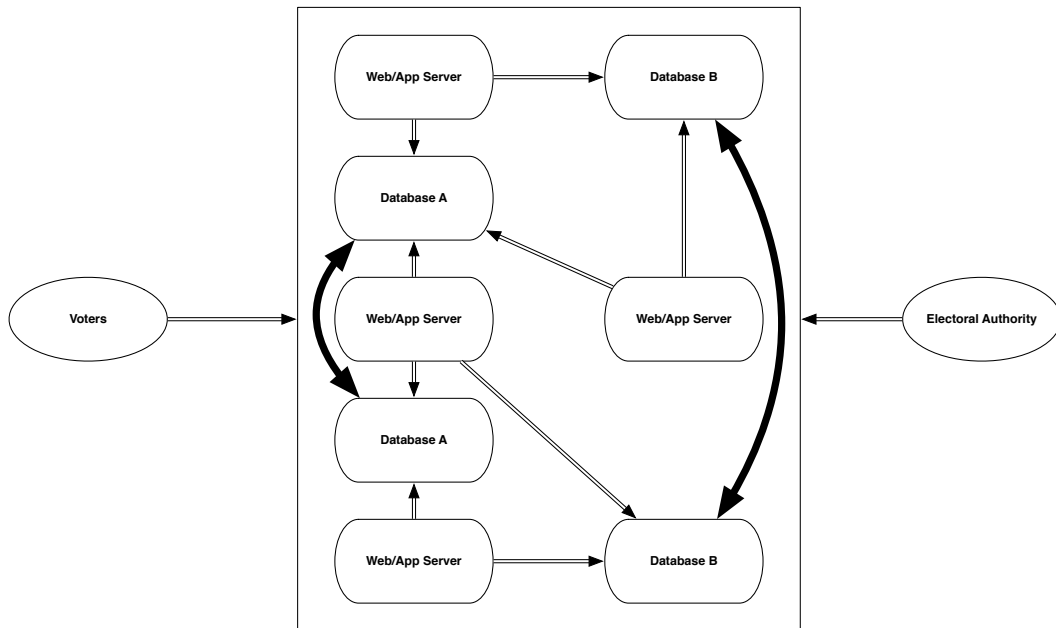 Web/App Server
Database B
Database A
Voters
Web/App Server
Web/App Server
Electoral Authority
Database A
Web/App Server
Database B